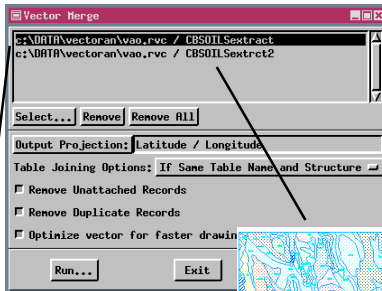 Vector Merge
c:\DATA\vectoran\vao.rvc / CBSOILSextract
c:\DATA\vectoran\vao.rvc / CBSOILSextrct2
Select... Remove Remove All
Output Projection: Latitude / Longitude
Table Joining Options: If Same Table Name and Structure
Remove Unattached Records
Remove Duplicate Records
Optimize vector for faster drawin
Run... Exit